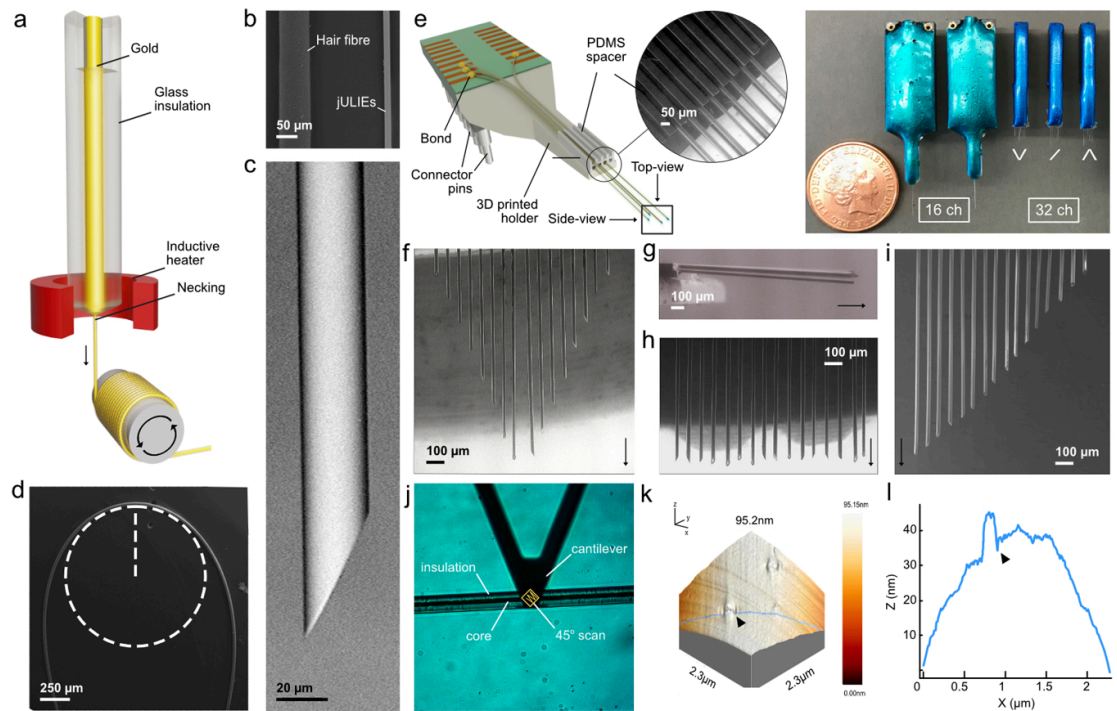 a
Gold
Glass
insulation
Inductive
heater
Necking
b
Hair fibre
jULIEs
50 µm
c
20 µm
d
250 µm
e
PDMS
spacer
50 µm
Bond
Connector
pins
3D printed
holder
Top-view
Side-view
16 ch
32 ch
f
100 µm
g
100 µm
h
100 µm
i
100 µm
j
insulation
cantilever
core
45° scan
k
z
y
x
95.2nm
95.15nm
0.00nm
2.3µm
2.3µm
l
Z (nm)
40
30
20
10
0
0.5
1
1.5
2
X (µm)